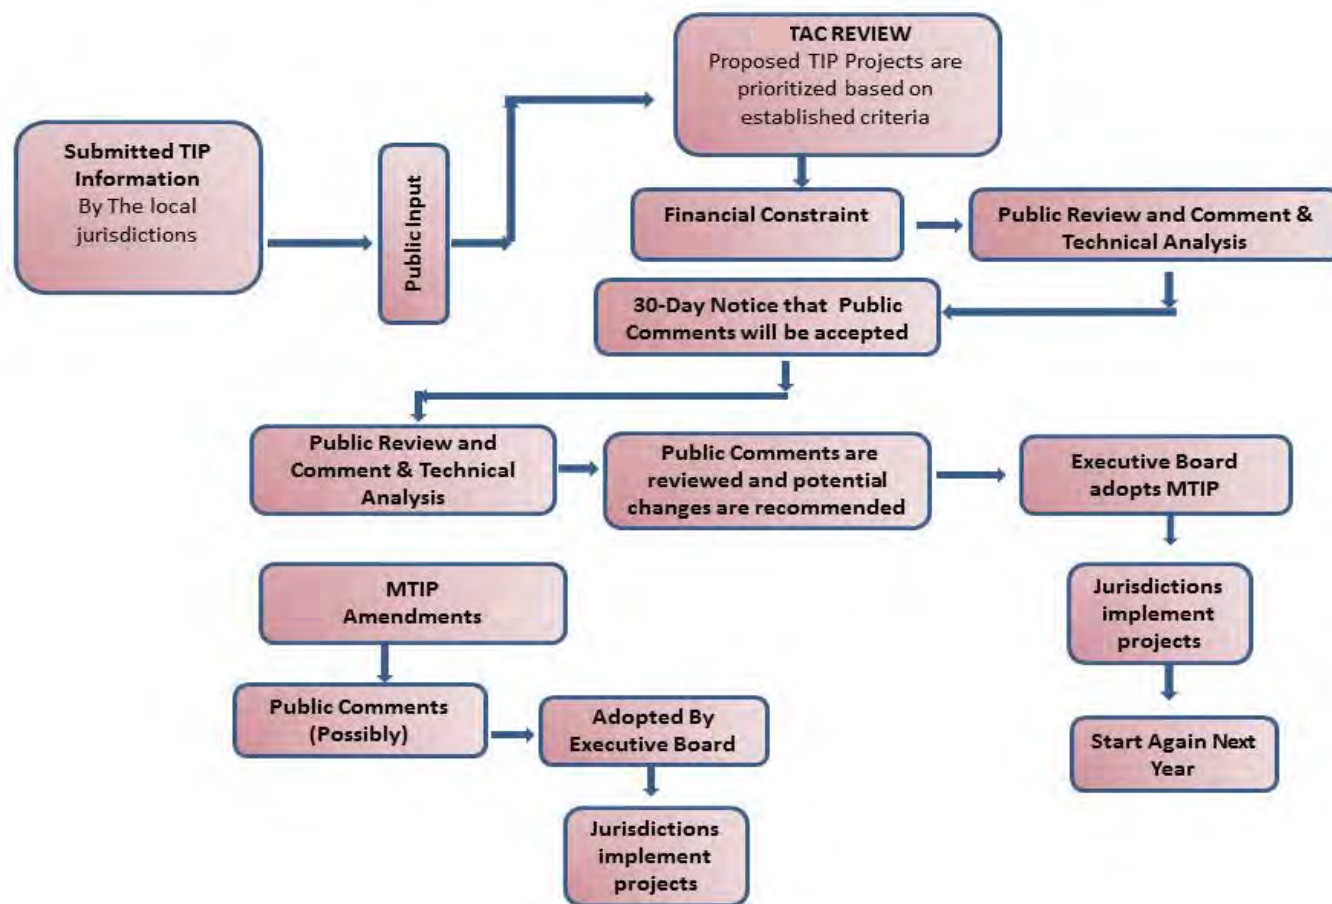 TAC REVIEW
Proposed TIP Projects are
prioritized based on
established criteria
Submitted TIP
Information
By The local
jurisdictions
Public Input
Financial Constraint
Public Review and Comment &
Technical Analysis
30-Day Notice that Public
Comments will be accepted
Public Review and
Comment & Technical
Analysis
Public Comments are
reviewed and potential
changes are recommended
Executive Board
adopts MTIP
Jurisdictions
implement
projects
Start Again Next
Year
MTIP
Amendments
Public Comments
(Possibly)
Adopted By
Executive Board
Jurisdictions
implement
projects